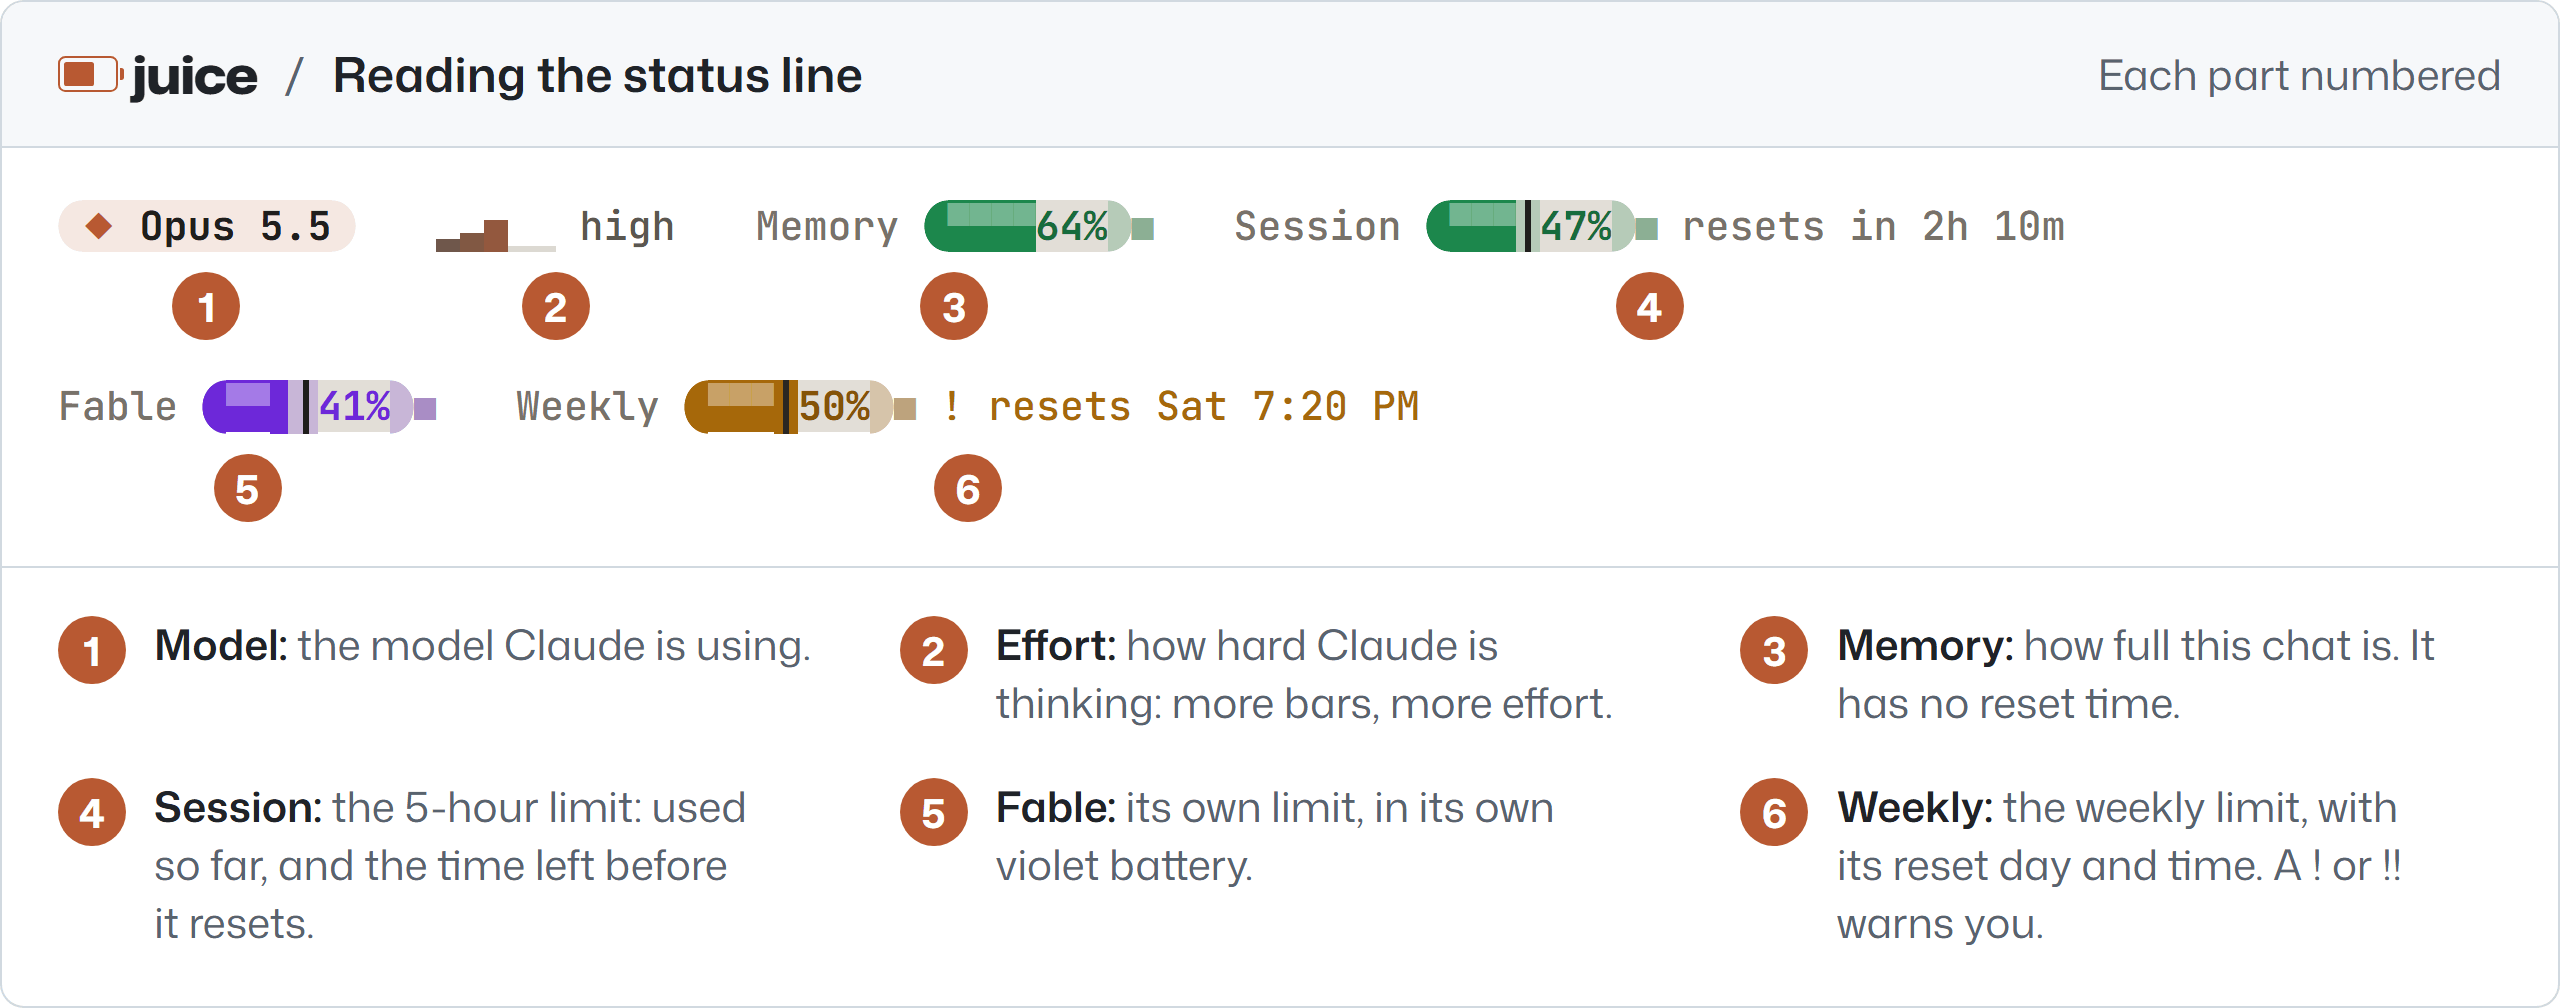 juice / Reading the status line
Each part numbered
◆ Opus 5.5 high Memory 64% Session 47% resets in 2h 10m
1 2 3 4
Fable 41% Weekly 50% ! resets Sat 7:20 PM
5 6
1 Model: the model Claude is using.
2 Effort: how hard Claude is
thinking: more bars, more effort.
3 Memory: how full this chat is. It
has no reset time.
4 Session: the 5-hour limit: used
so far, and the time left before
it resets.
5 Fable: its own limit, in its own
violet battery.
6 Weekly: the weekly limit, with
its reset day and time. A ! or !!
warns you.